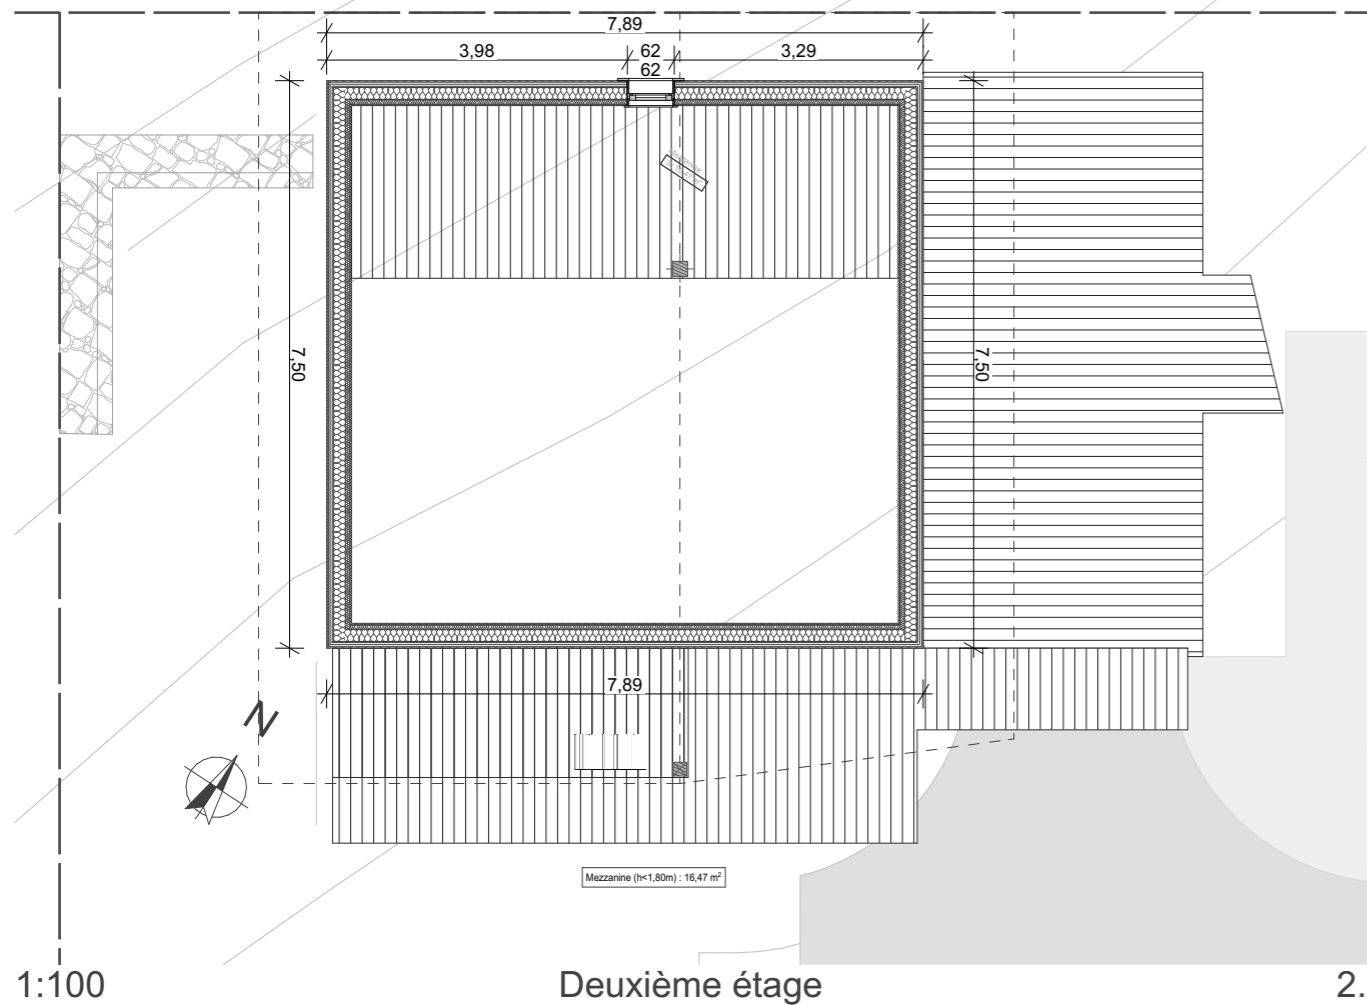 7,89
3,98 62 3,29
62
7,50
7,50
7,89
N
Mezzanine (h<1,80m) : 16,47 m²
1:100 Deuxième étage 2.